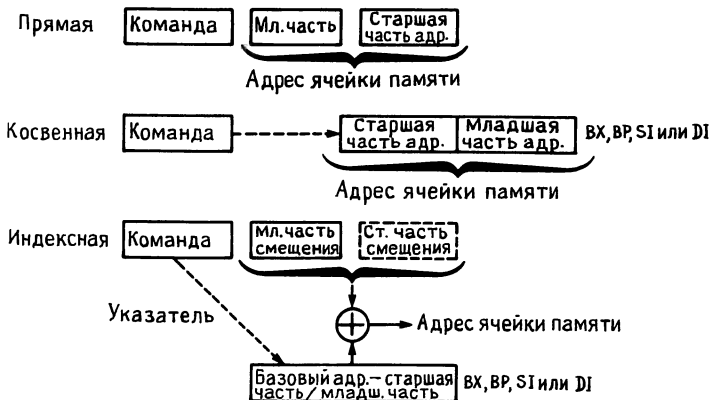 Прямая Команда Мл.часть Старшая
часть адр.
Адрес ячейки памяти
Косвенная Команда Старшая Младшая BX, BP, SI или DI
часть адр. часть адр.
Адрес ячейки памяти
Индексная Команда Мл.часть Ст. часть
смещения смещения
Указатель
Адрес ячейки памяти
Базовый адр.– старшая BX, BP, SI или DI
часть/младш. часть